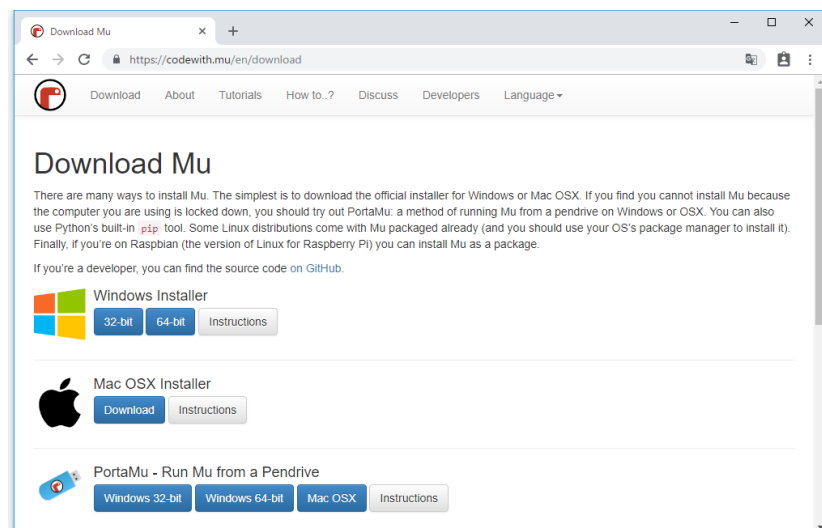 Download Mu
https://codewith.mu/en/download
Download About Tutorials How to..? Discuss Developers Language
Download Mu
There are many ways to install Mu. The simplest is to download the official installer for Windows or Mac OSX. If you find you cannot install Mu because
the computer you are using is locked down, you should try out PortaMu: a method of running Mu from a pendrive on Windows or OSX. You can also
use Python's built-in pip tool. Some Linux distributions come with Mu packaged already (and you should use your OS's package manager to install it).
Finally, if you're on Raspbian (the version of Linux for Raspberry Pi) you can install Mu as a package.
If you're a developer, you can find the source code on GitHub.
Windows Installer
32-bit 64-bit Instructions
Mac OSX Installer
Download Instructions
PortaMu - Run Mu from a Pendrive
Windows 32-bit Windows 64-bit Mac OSX Instructions